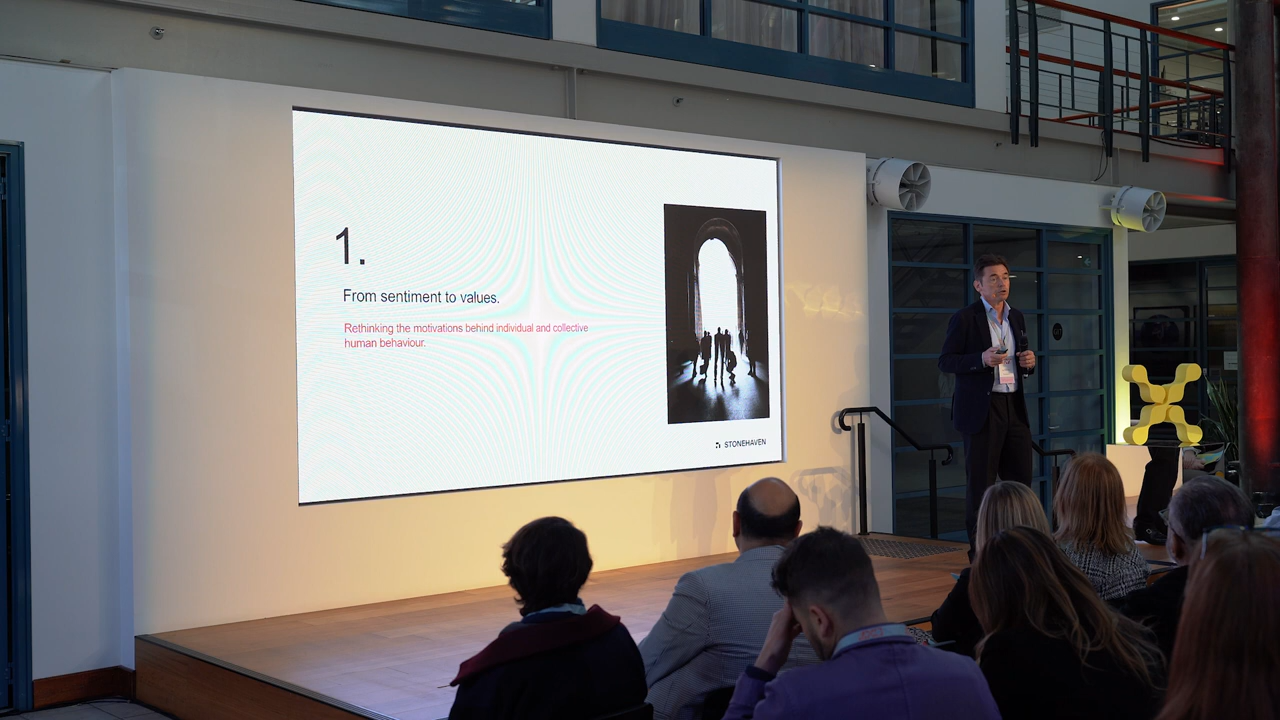 1.
From sentiment to values.
Rethinking the motivations behind individual and collective
human behaviour.
STONEHAVEN